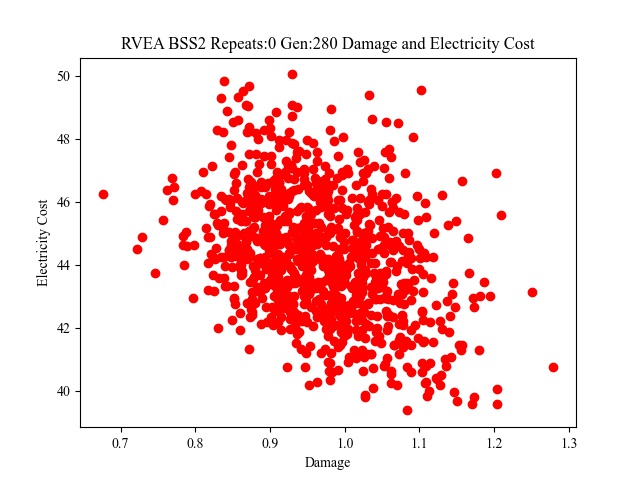 RVEA BSS2 Repeats:0 Gen:280 Damage and Electricity Cost
50
48
46
44
42
40
Electricity Cost
0.7 0.8 0.9 1.0 1.1 1.2 1.3
Damage